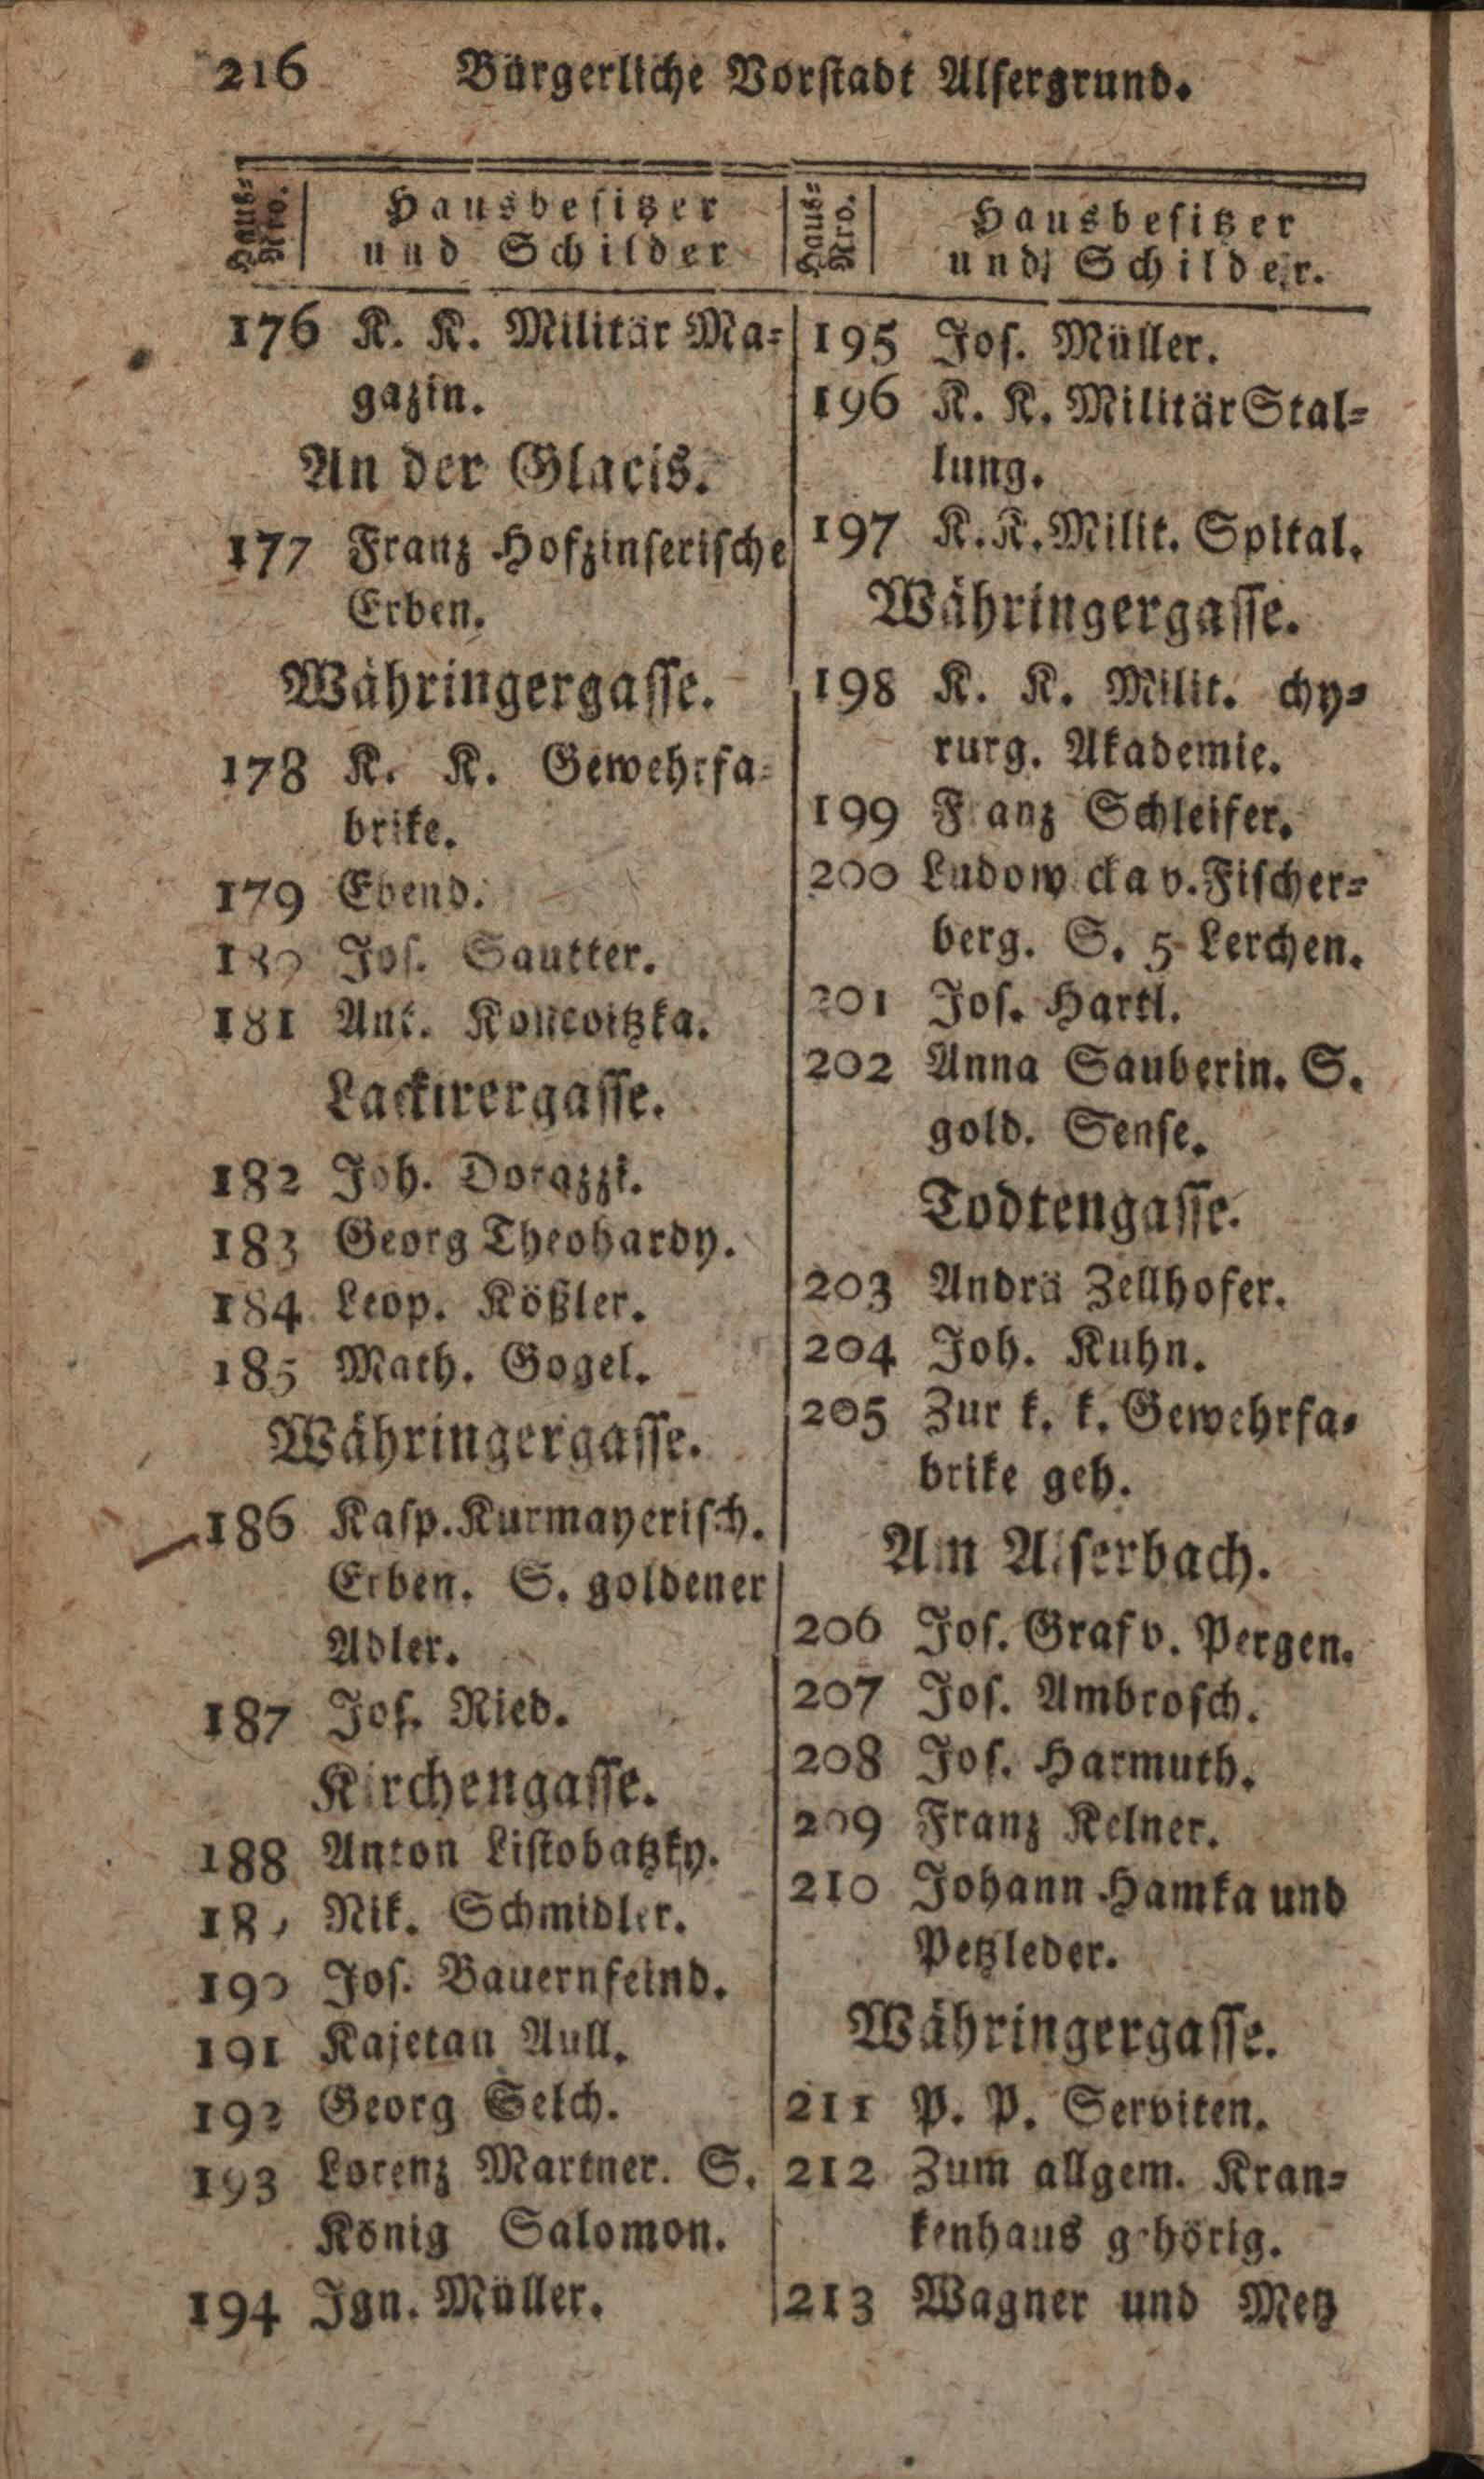 216 Bürgerliche Vorstadt Alsergrund.
Haus-
Nro.
Hausbesitzer
und Schilder
176 K. K. Militär Ma-
gazin.
An der Glacis.
177 Franz Hofzinserische
Erben.
Währingergasse.
178 K. K. Gewehrfa-
brike.
179 Ebend.
180 Jos. Sautter.
181 Ant. Koneoitzka.
Lackirergasse.
182 Joh. Dorazzi.
183 Georg Theohardy.
184 Leop. Kößler.
185 Math. Gogel.
Währingergasse.
186 Kasp. Kurmayerisch.
Erben. S. goldener
Adler.
187 Jos. Ried.
Kirchengasse.
188 Anton Listobatzky.
189 Nik. Schmidler.
190 Jos. Bauernfeind.
191 Kajetan Aull.
192 Georg Selch.
193 Lorenz Martner. S.
König Salomon.
194 Ign. Müller.
Haus-
Nro.
Hausbesitzer
und Schilder.
195 Jos. Müller.
196 K. K. Militär Stal-
lung.
197 K. K. Milit. Spital.
Währingergasse.
198 K. K. Milit. chy-
rurg. Akademie.
199 Franz Schleifer.
200 Ludowicka v. Fischer-
berg. S. 5 Lerchen.
201 Jos. Hartl.
202 Anna Sauberin. S.
gold. Sense.
Todtengasse.
203 Andrä Zellhofer.
204 Joh. Kuhn.
205 Zur k. k. Gewehrfa-
brike geh.
Am Alserbach.
206 Jos. Graf v. Pergen.
207 Jos. Ambrosch.
208 Jos. Harmuth.
209 Franz Kelner.
210 Johann Hamka und
Petzleder.
Währingergasse.
211 P. P. Serviten.
212 Zum allgem. Kran-
kenhaus gehörig.
213 Wagner und Metz